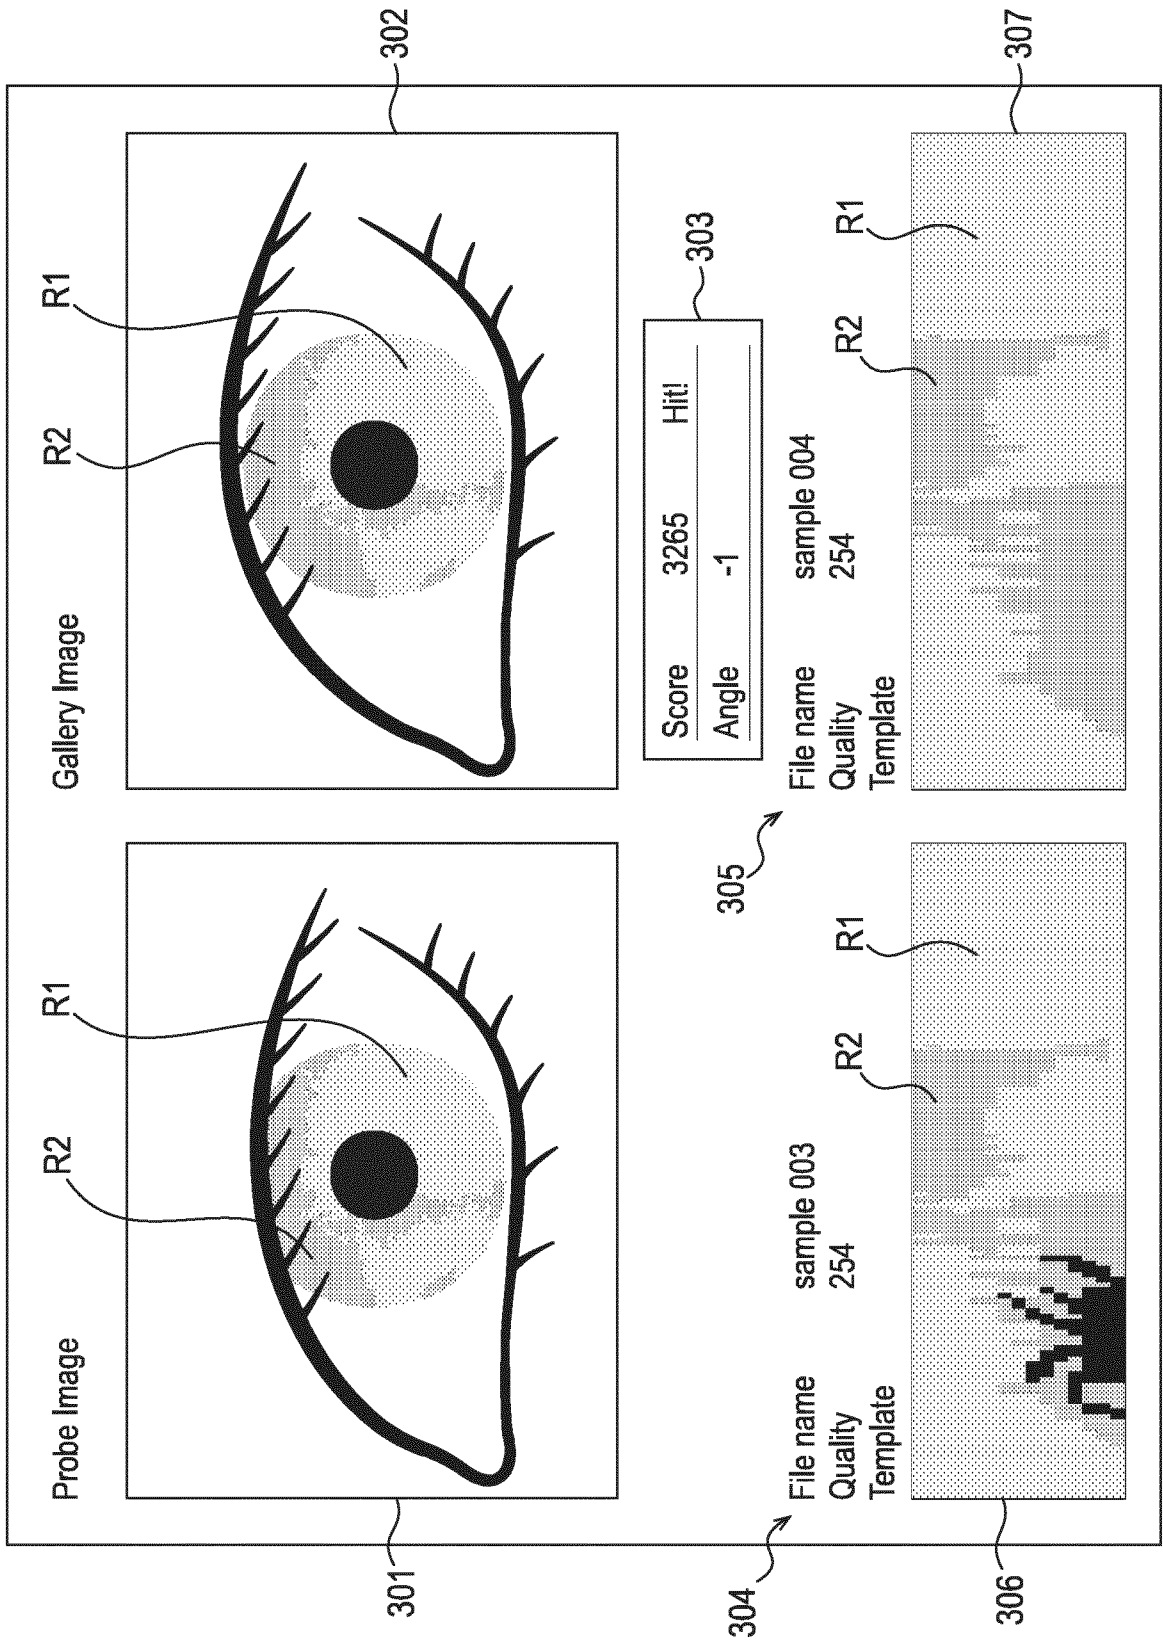 Probe Image
Gallery Image
R2
R1
R2
R1
301
302
Score 3265 Hit!
Angle -1
303
304
305
File name sample 003
Quality 254
Template
File name sample 004
Quality 254
Template
R2
R1
R2
R1
306
307